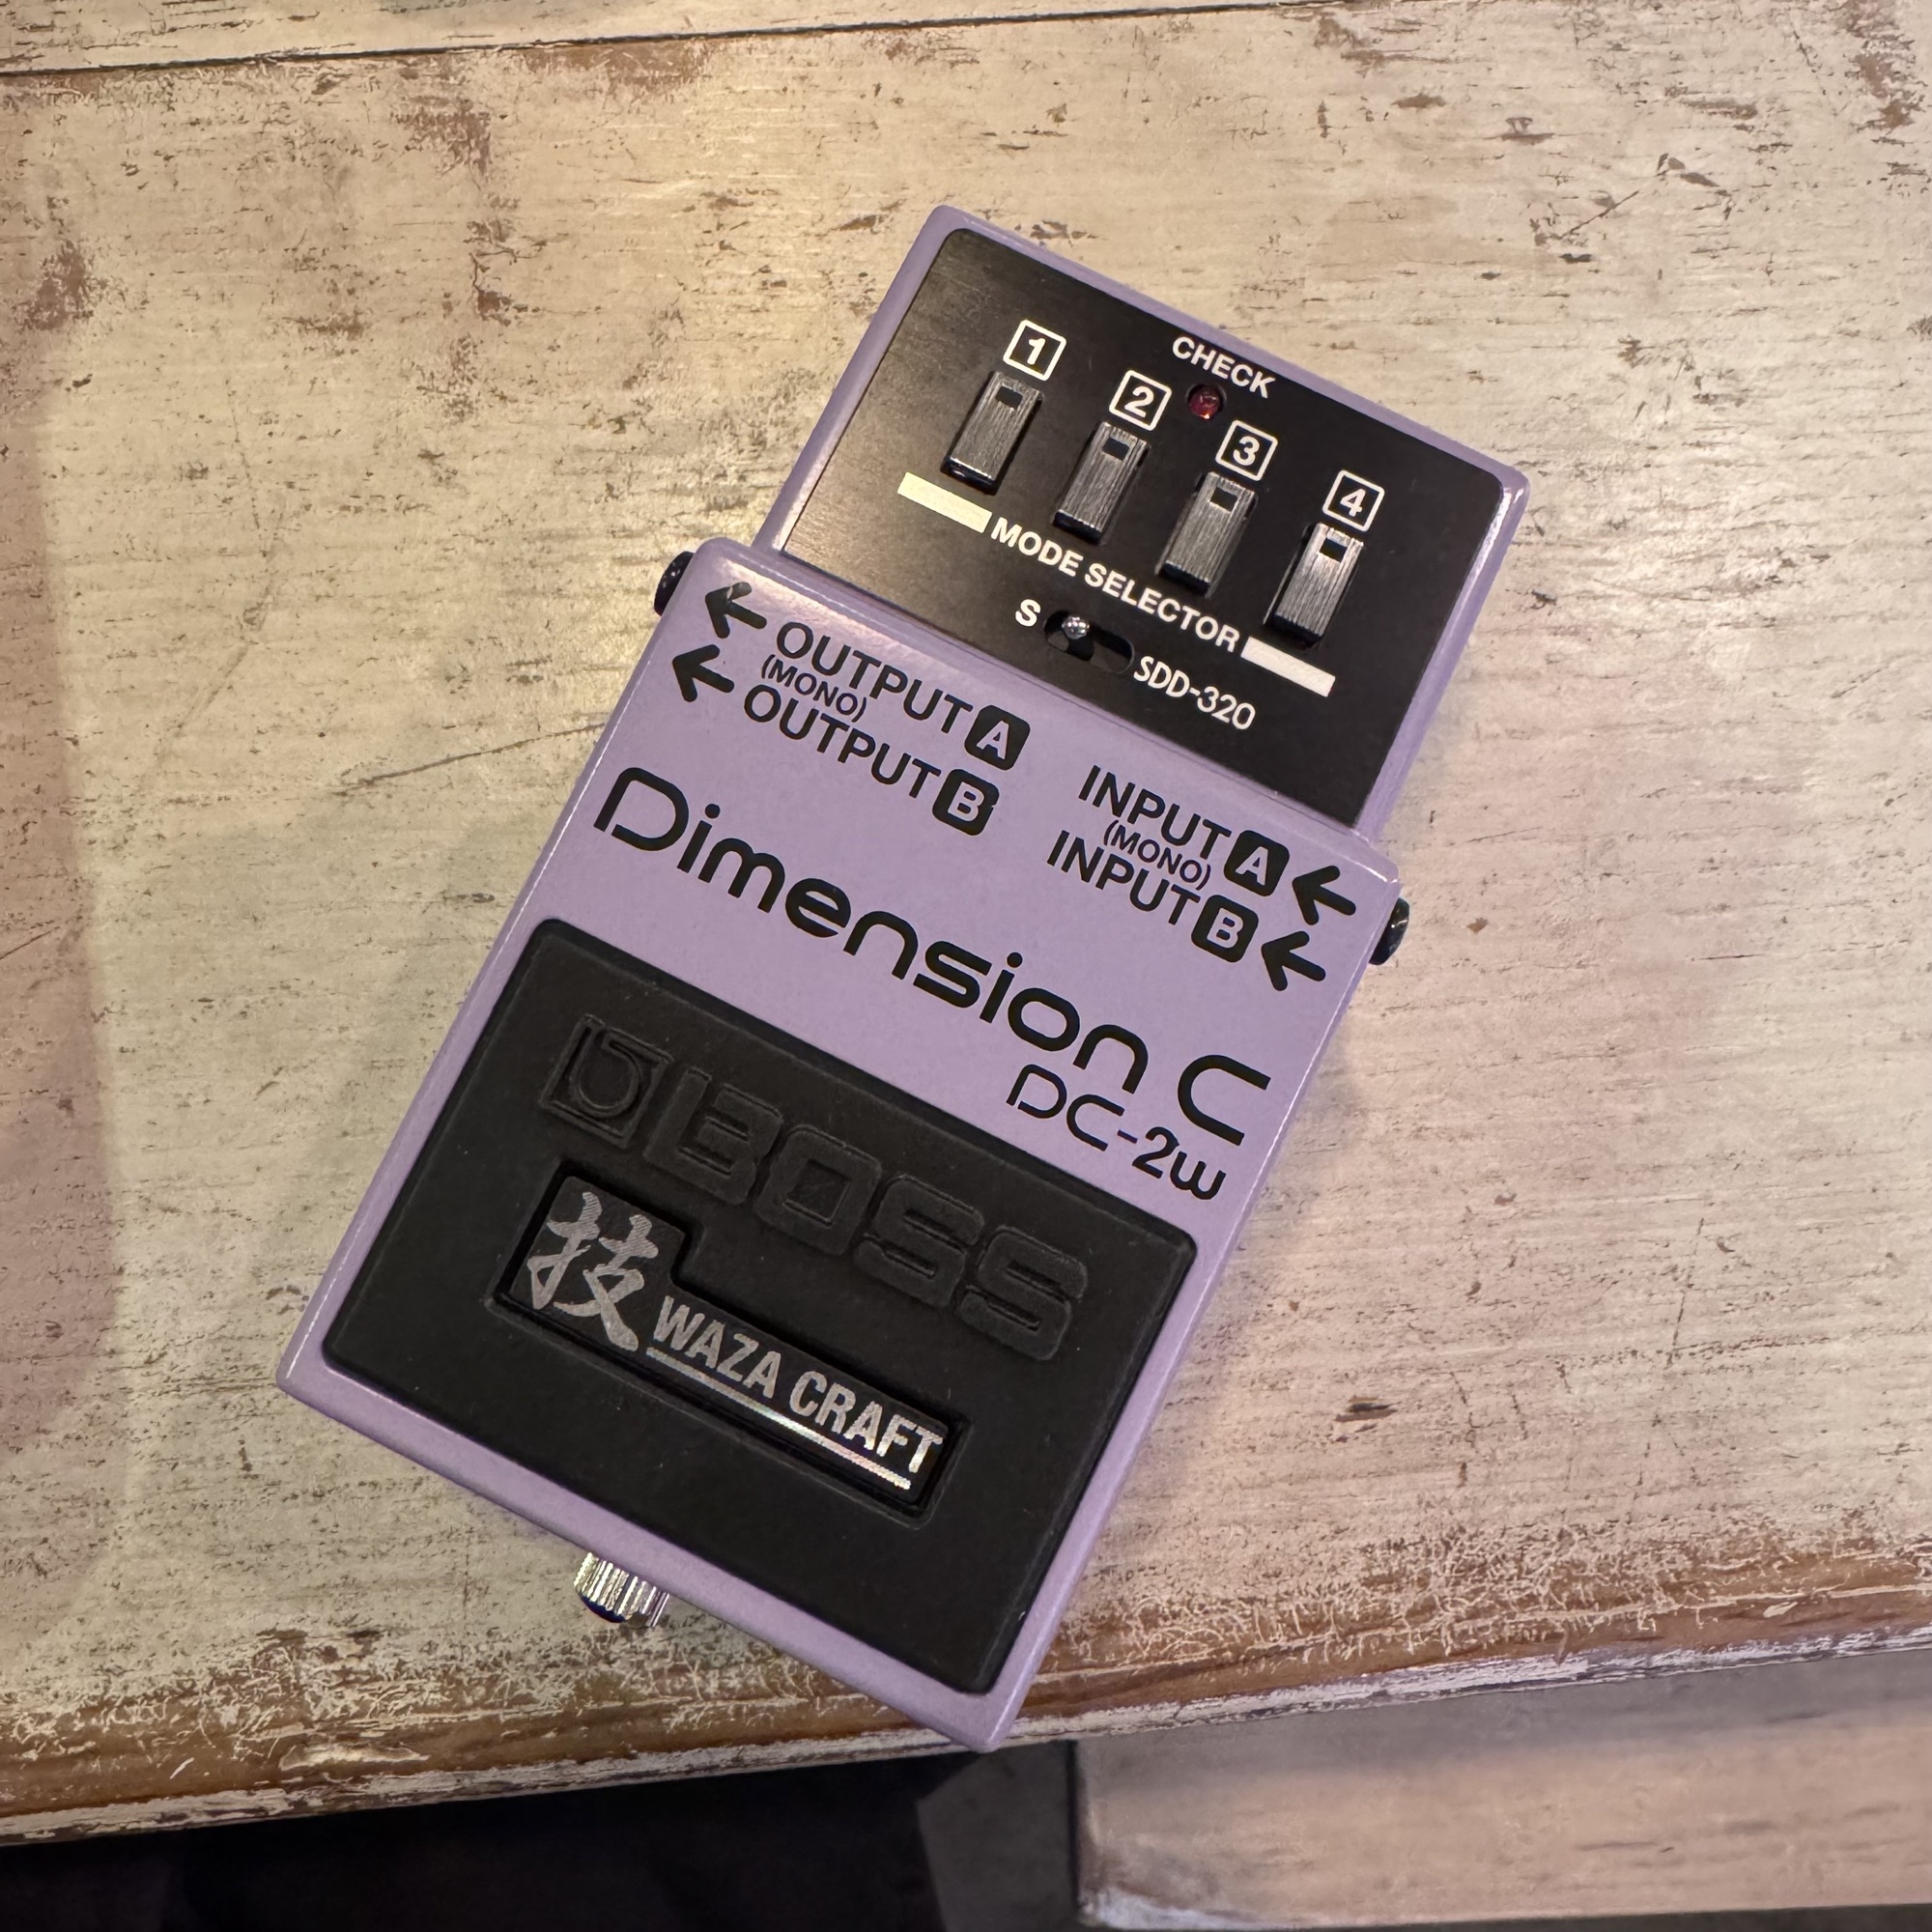 CHECK
1 2 3 4
MODE SELECTOR
S SDD-320
OUTPUT A
(MONO)
OUTPUT B
INPUT A
(MONO)
INPUT B
Dimension C
DC-2w
BOSS
技 WAZA CRAFT